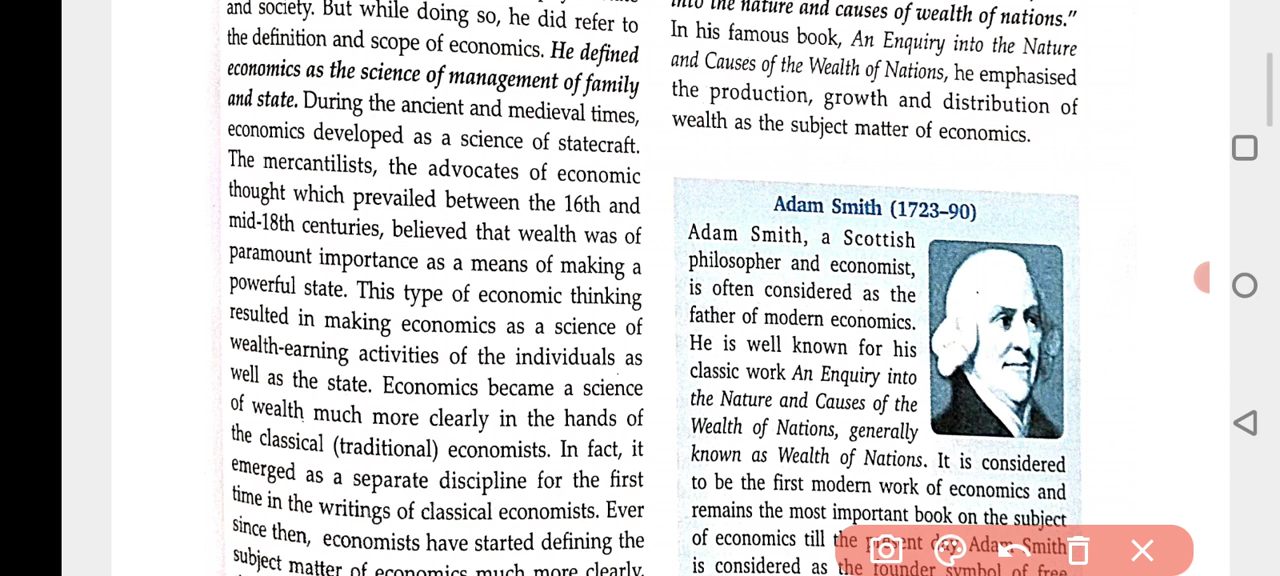 and society. But while doing so, he did refer to
the definition and scope of economics. He defined
economics as the science of management of family
and state. During the ancient and medieval times,
economics developed as a science of statecraft.
The mercantilists, the advocates of economic
thought which prevailed between the 16th and
mid-18th centuries, believed that wealth was of
paramount importance as a means of making a
powerful state. This type of economic thinking
resulted in making economics as a science of
wealth-earning activities of the individuals as
well as the state. Economics became a science
of wealth much more clearly in the hands of
the classical (traditional) economists. In fact, it
emerged as a separate discipline for the first
time in the writings of classical economists. Ever
since then, economists have started defining the
subject matter of economics much more clearly.
into the nature and causes of wealth of nations."
In his famous book, An Enquiry into the Nature
and Causes of the Wealth of Nations, he emphasised
the production, growth and distribution of
wealth as the subject matter of economics.
Adam Smith (1723–90)
Adam Smith, a Scottish
philosopher and economist,
is often considered as the
father of modern economics.
He is well known for his
classic work An Enquiry into
the Nature and Causes of the
Wealth of Nations, generally
known as Wealth of Nations. It is considered
to be the first modern work of economics and
remains the most important book on the subject
of economics till the present day. Adam Smith
is considered as the founder symbol of free